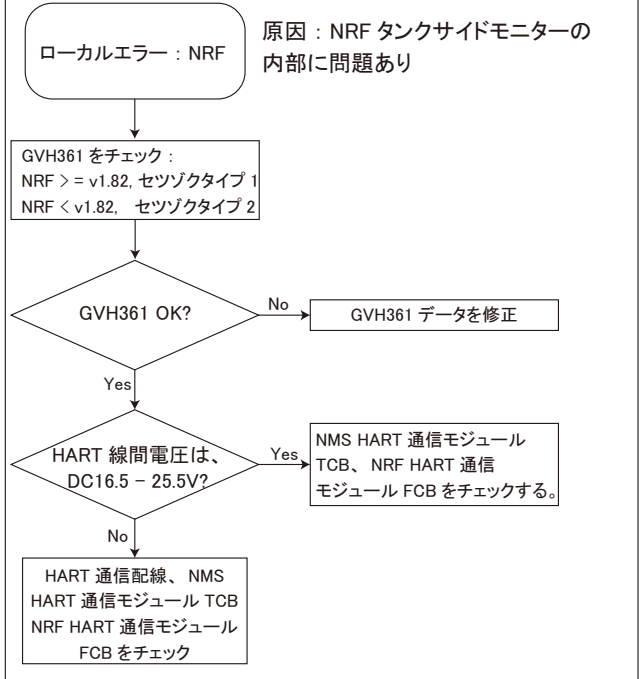 ローカルエラー：NRF
原因：NRF タンクサイドモニターの
内部に問題あり
GVH361 をチェック：
NRF > = v1.82, セツゾクタイプ 1
NRF < v1.82, セツゾクタイプ 2
GVH361 OK?
No
GVH361 データを修正
Yes
HART 線間電圧は、
DC16.5 - 25.5V?
Yes
NMS HART 通信モジュール
TCB、NRF HART 通信
モジュール FCB をチェックする。
No
HART 通信配線、NMS
HART 通信モジュール TCB
NRF HART 通信モジュール
FCB をチェック